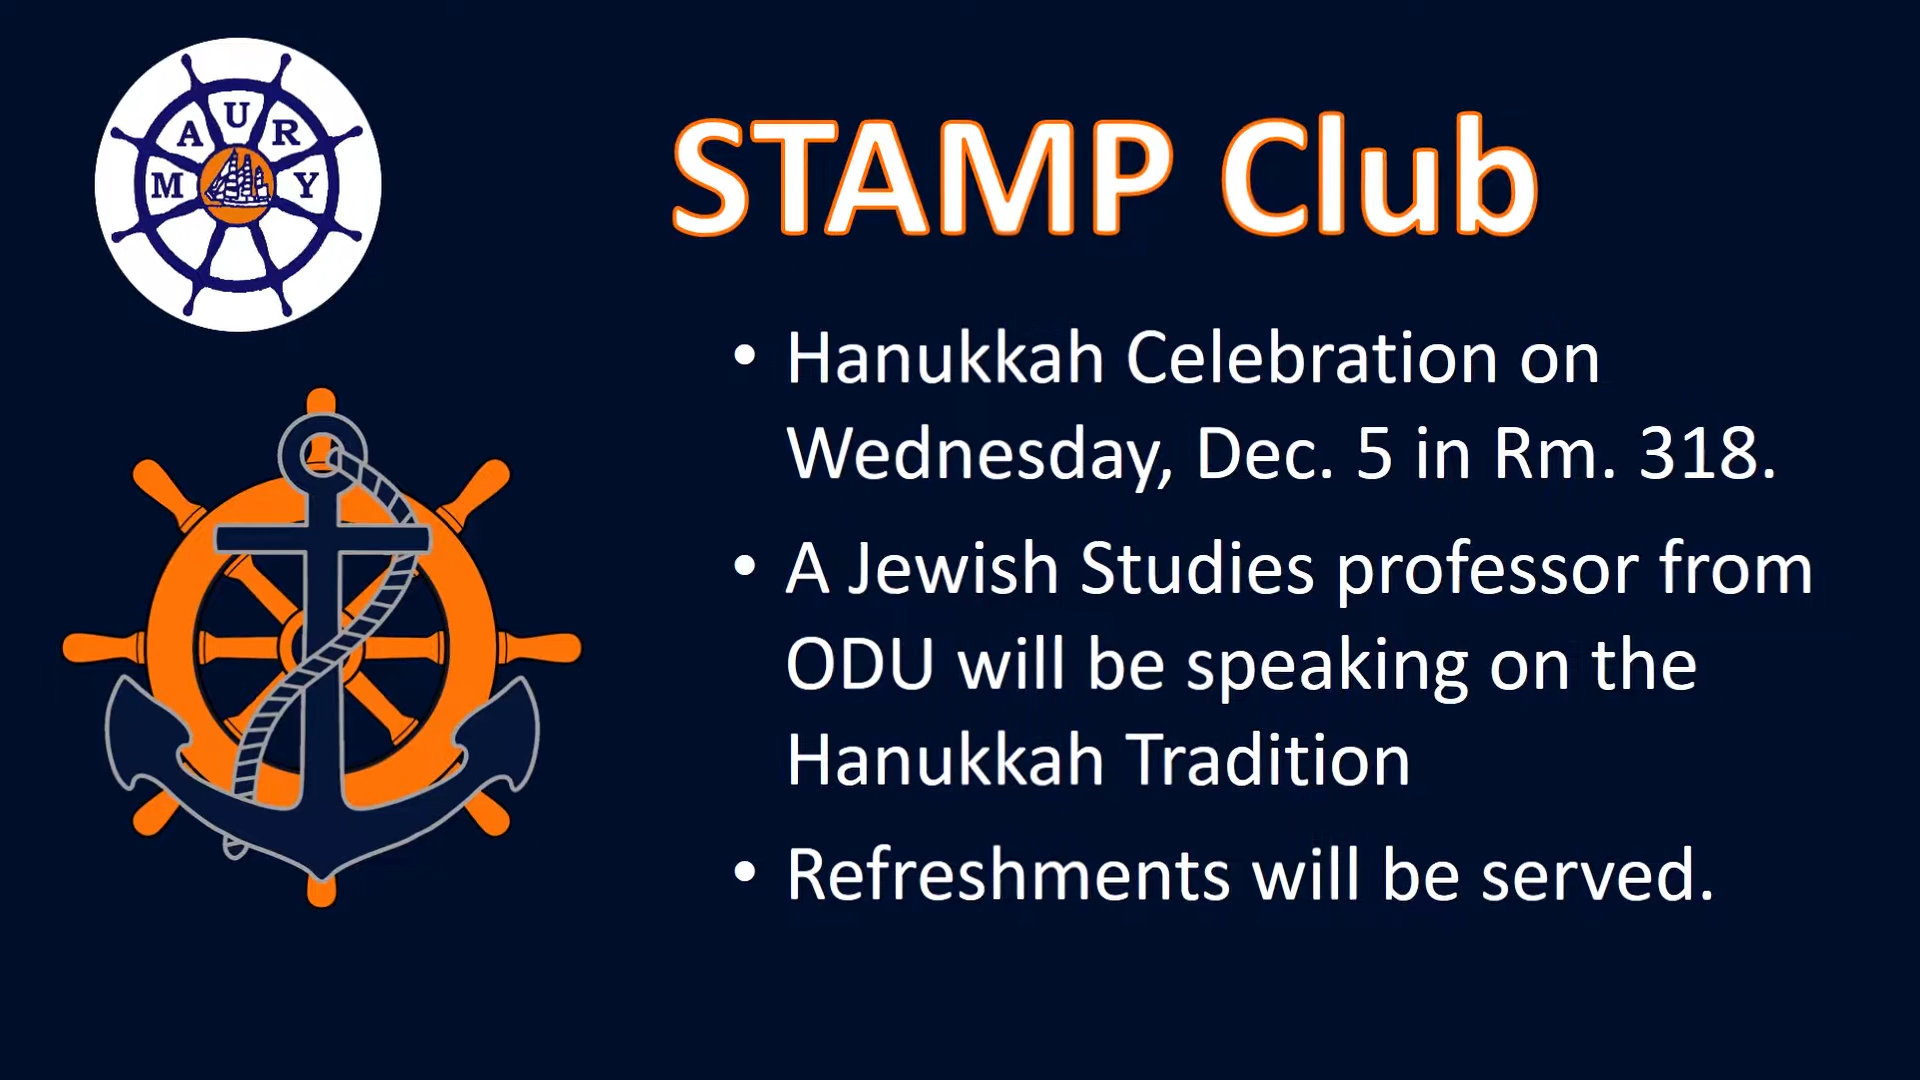 MAURY
STAMP Club
• Hanukkah Celebration on
Wednesday, Dec. 5 in Rm. 318.
• A Jewish Studies professor from
ODU will be speaking on the
Hanukkah Tradition
• Refreshments will be served.